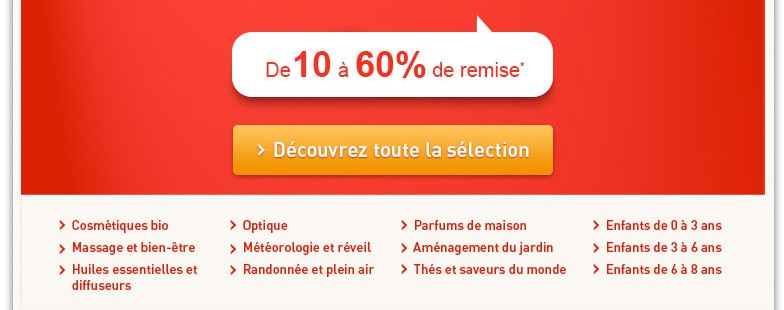 De 10 à 60% de remise*
Découvrez toute la sélection
Cosmétiques bio
Massage et bien-être
Huiles essentielles et
diffuseurs
Optique
Météorologie et réveil
Randonnée et plein air
Parfums de maison
Aménagement du jardin
Thés et saveurs du monde
Enfants de 0 à 3 ans
Enfants de 3 à 6 ans
Enfants de 6 à 8 ans